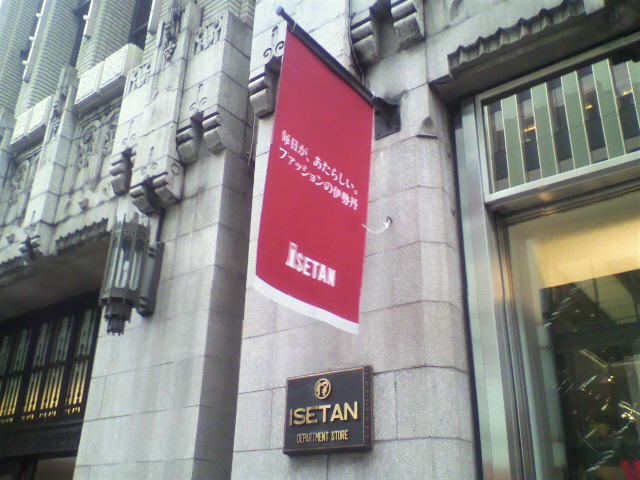 毎日が、あたらしい。
ファッションの伊勢丹
ISETAN
ISETAN
DEPARTMENT STORE